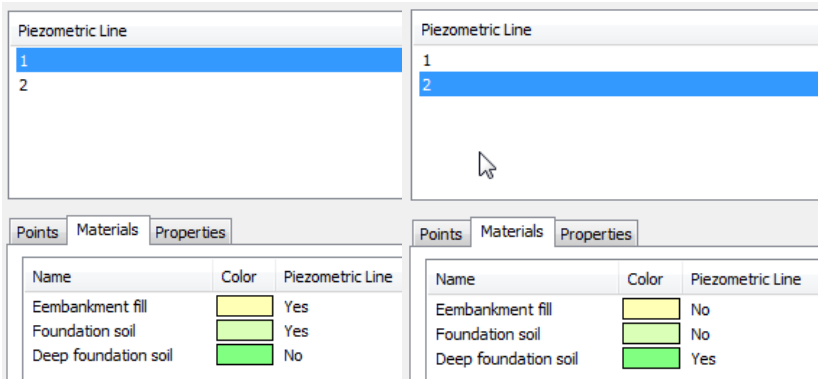 Piezometric Line
1
2
Points Materials Properties
Name Color Piezometric Line
Eembankment fill Yes
Foundation soil Yes
Deep foundation soil No
Piezometric Line
1
2
Points Materials Properties
Name Color Piezometric Line
Eembankment fill No
Foundation soil No
Deep foundation soil Yes